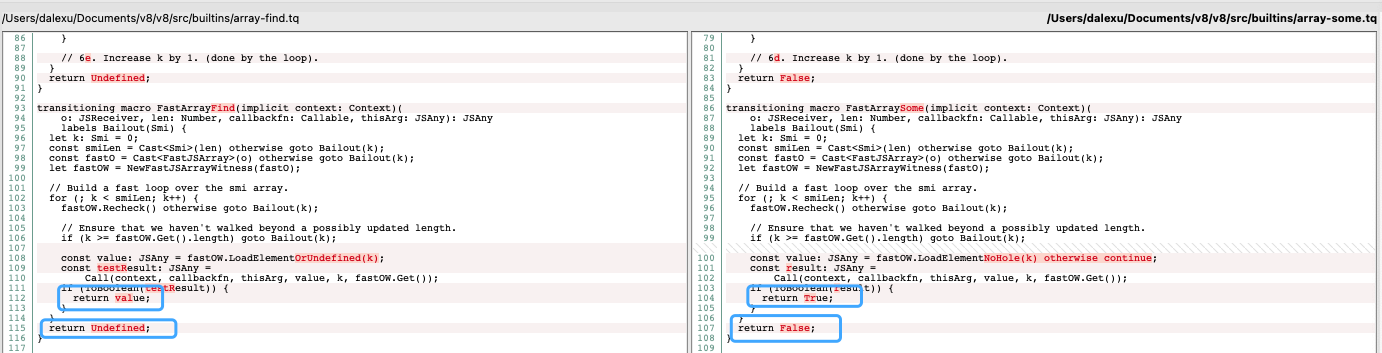 /Users/dalexu/Documents/v8/v8/src/builtins/array-find.tq
86 }
87
88 // 6e. Increase k by 1. (done by the loop).
89 }
90 return Undefined;
91 }
92
93 transitioning macro FastArrayFind(implicit context: Context)(
94 o: JSReceiver, len: Number, callbackfn: Callable, thisArg: JSAny): JSAny
95 labels Bailout(Smi) {
96 let k: Smi = 0;
97 const smiLen = Cast<Smi>(len) otherwise goto Bailout(k);
98 const fastO = Cast<FastJSArray>(o) otherwise goto Bailout(k);
99 let fastOW = NewFastJSArrayWitness(fastO);
100
101 // Build a fast loop over the smi array.
102 for (; k < smiLen; k++) {
103 fastOW.Recheck() otherwise goto Bailout(k);
104
105 // Ensure that we haven't walked beyond a possibly updated length.
106 if (k >= fastOW.Get().length) goto Bailout(k);
107
108 const value: JSAny = fastOW.LoadElementOrUndefined(k);
109 const testResult: JSAny =
110 Call(context, callbackfn, thisArg, value, k, fastOW.Get());
111 if (ToBoolean(testResult)) {
112 return value;
113 }
114 }
115 return Undefined;
116 }
117
/Users/dalexu/Documents/v8/v8/src/builtins/array-some.tq
79 }
80
81 // 6d. Increase k by 1. (done by the loop).
82 }
83 return False;
84 }
85
86 transitioning macro FastArraySome(implicit context: Context)(
87 o: JSReceiver, len: Number, callbackfn: Callable, thisArg: JSAny): JSAny
88 labels Bailout(Smi) {
89 let k: Smi = 0;
90 const smiLen = Cast<Smi>(len) otherwise goto Bailout(k);
91 const fastO = Cast<FastJSArray>(o) otherwise goto Bailout(k);
92 let fastOW = NewFastJSArrayWitness(fastO);
93
94 // Build a fast loop over the smi array.
95 for (; k < smiLen; k++) {
96 fastOW.Recheck() otherwise goto Bailout(k);
97
98 // Ensure that we haven't walked beyond a possibly updated length.
99 if (k >= fastOW.Get().length) goto Bailout(k);
100 const value: JSAny = fastOW.LoadElementNoHole(k) otherwise continue;
101 const result: JSAny =
102 Call(context, callbackfn, thisArg, value, k, fastOW.Get());
103 if (ToBoolean(result)) {
104 return True;
105 }
106 }
107 return False;
108 }
109